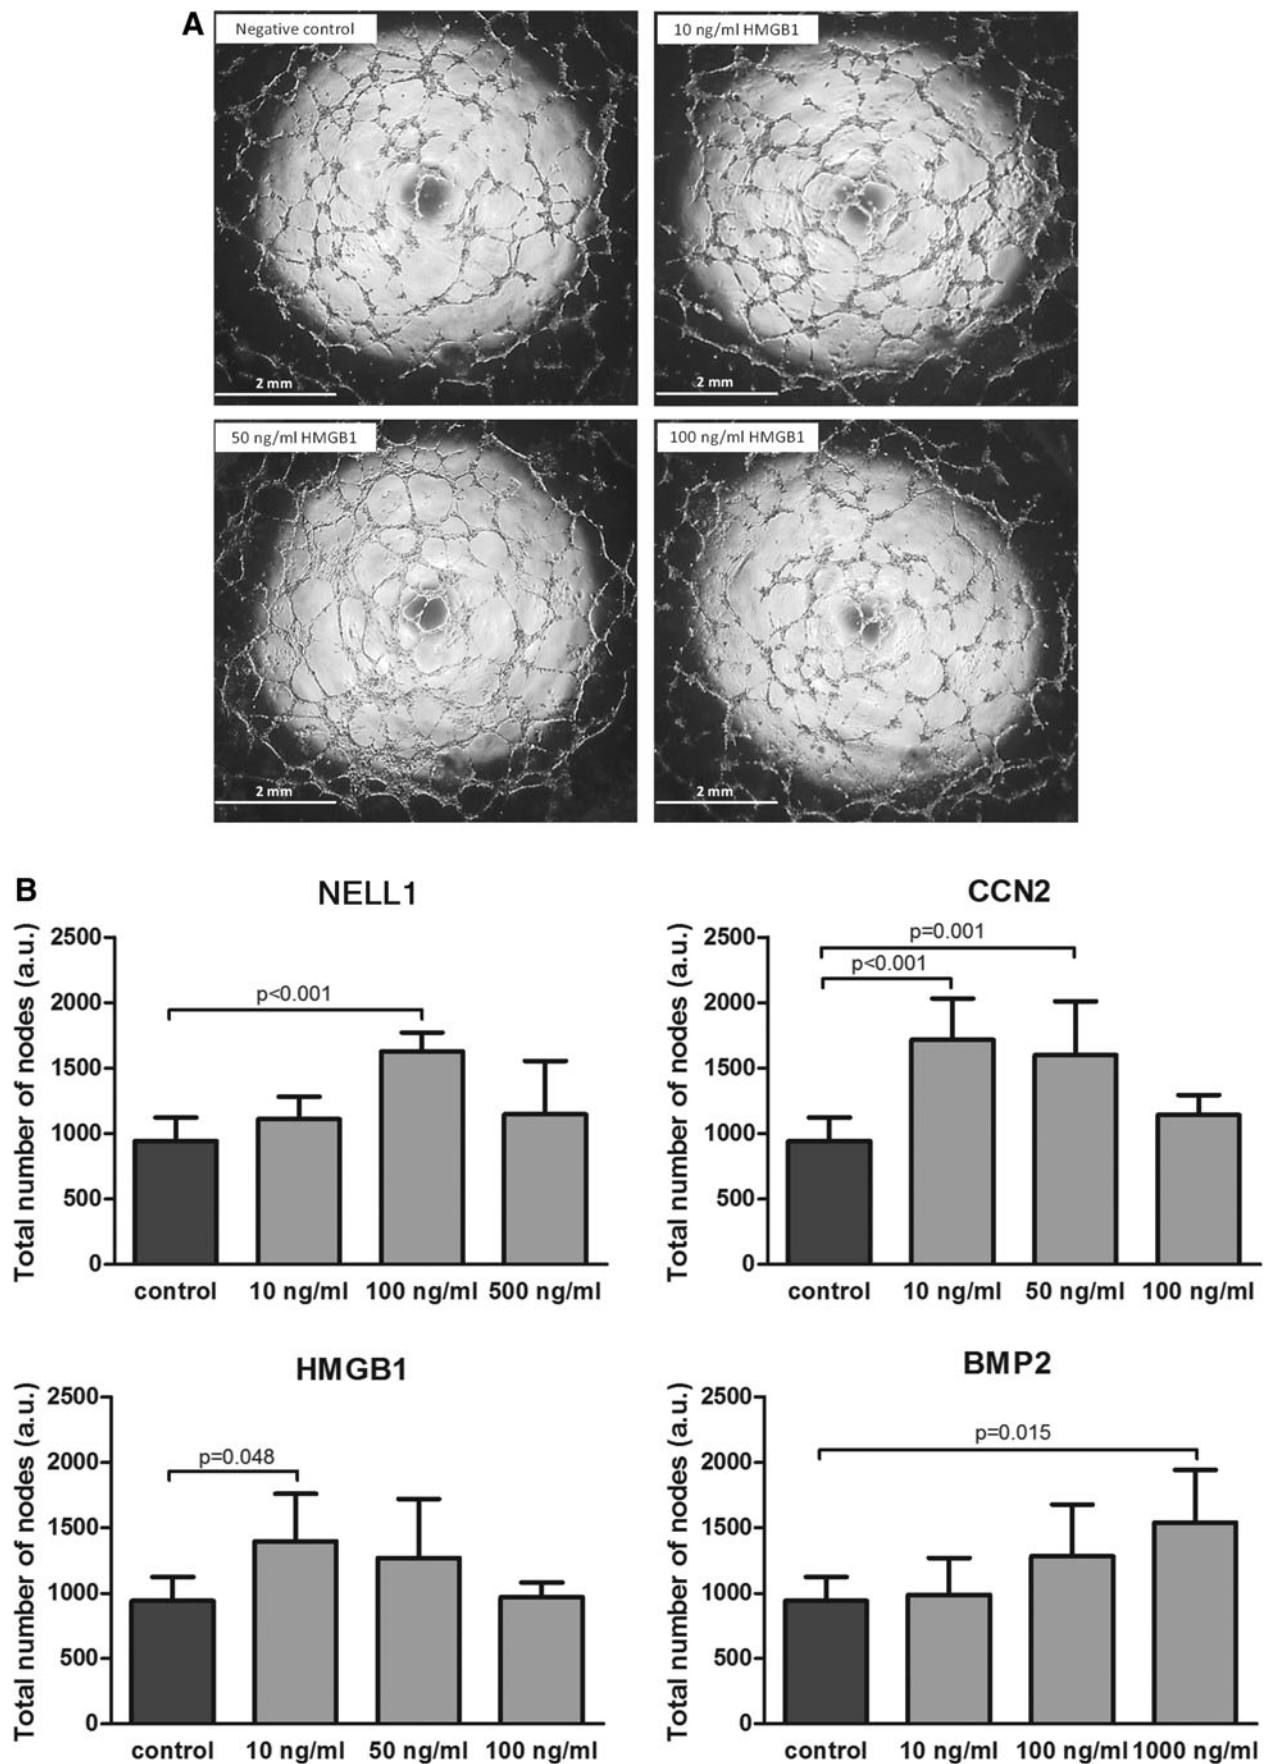 A
Negative control
10 ng/ml HMGB1
2 mm
2 mm
50 ng/ml HMGB1
100 ng/ml HMGB1
2 mm
2 mm
B
NELL1
Total number of nodes (a.u.)
2500
2000
1500
1000
500
0
p<0.001
control 10 ng/ml 100 ng/ml 500 ng/ml
CCN2
Total number of nodes (a.u.)
2500
2000
1500
1000
500
0
p=0.001
p<0.001
control 10 ng/ml 50 ng/ml 100 ng/ml
HMGB1
Total number of nodes (a.u.)
2500
2000
1500
1000
500
0
p=0.048
control 10 ng/ml 50 ng/ml 100 ng/ml
BMP2
Total number of nodes (a.u.)
2500
2000
1500
1000
500
0
p=0.015
control 10 ng/ml 100 ng/ml 1000 ng/ml